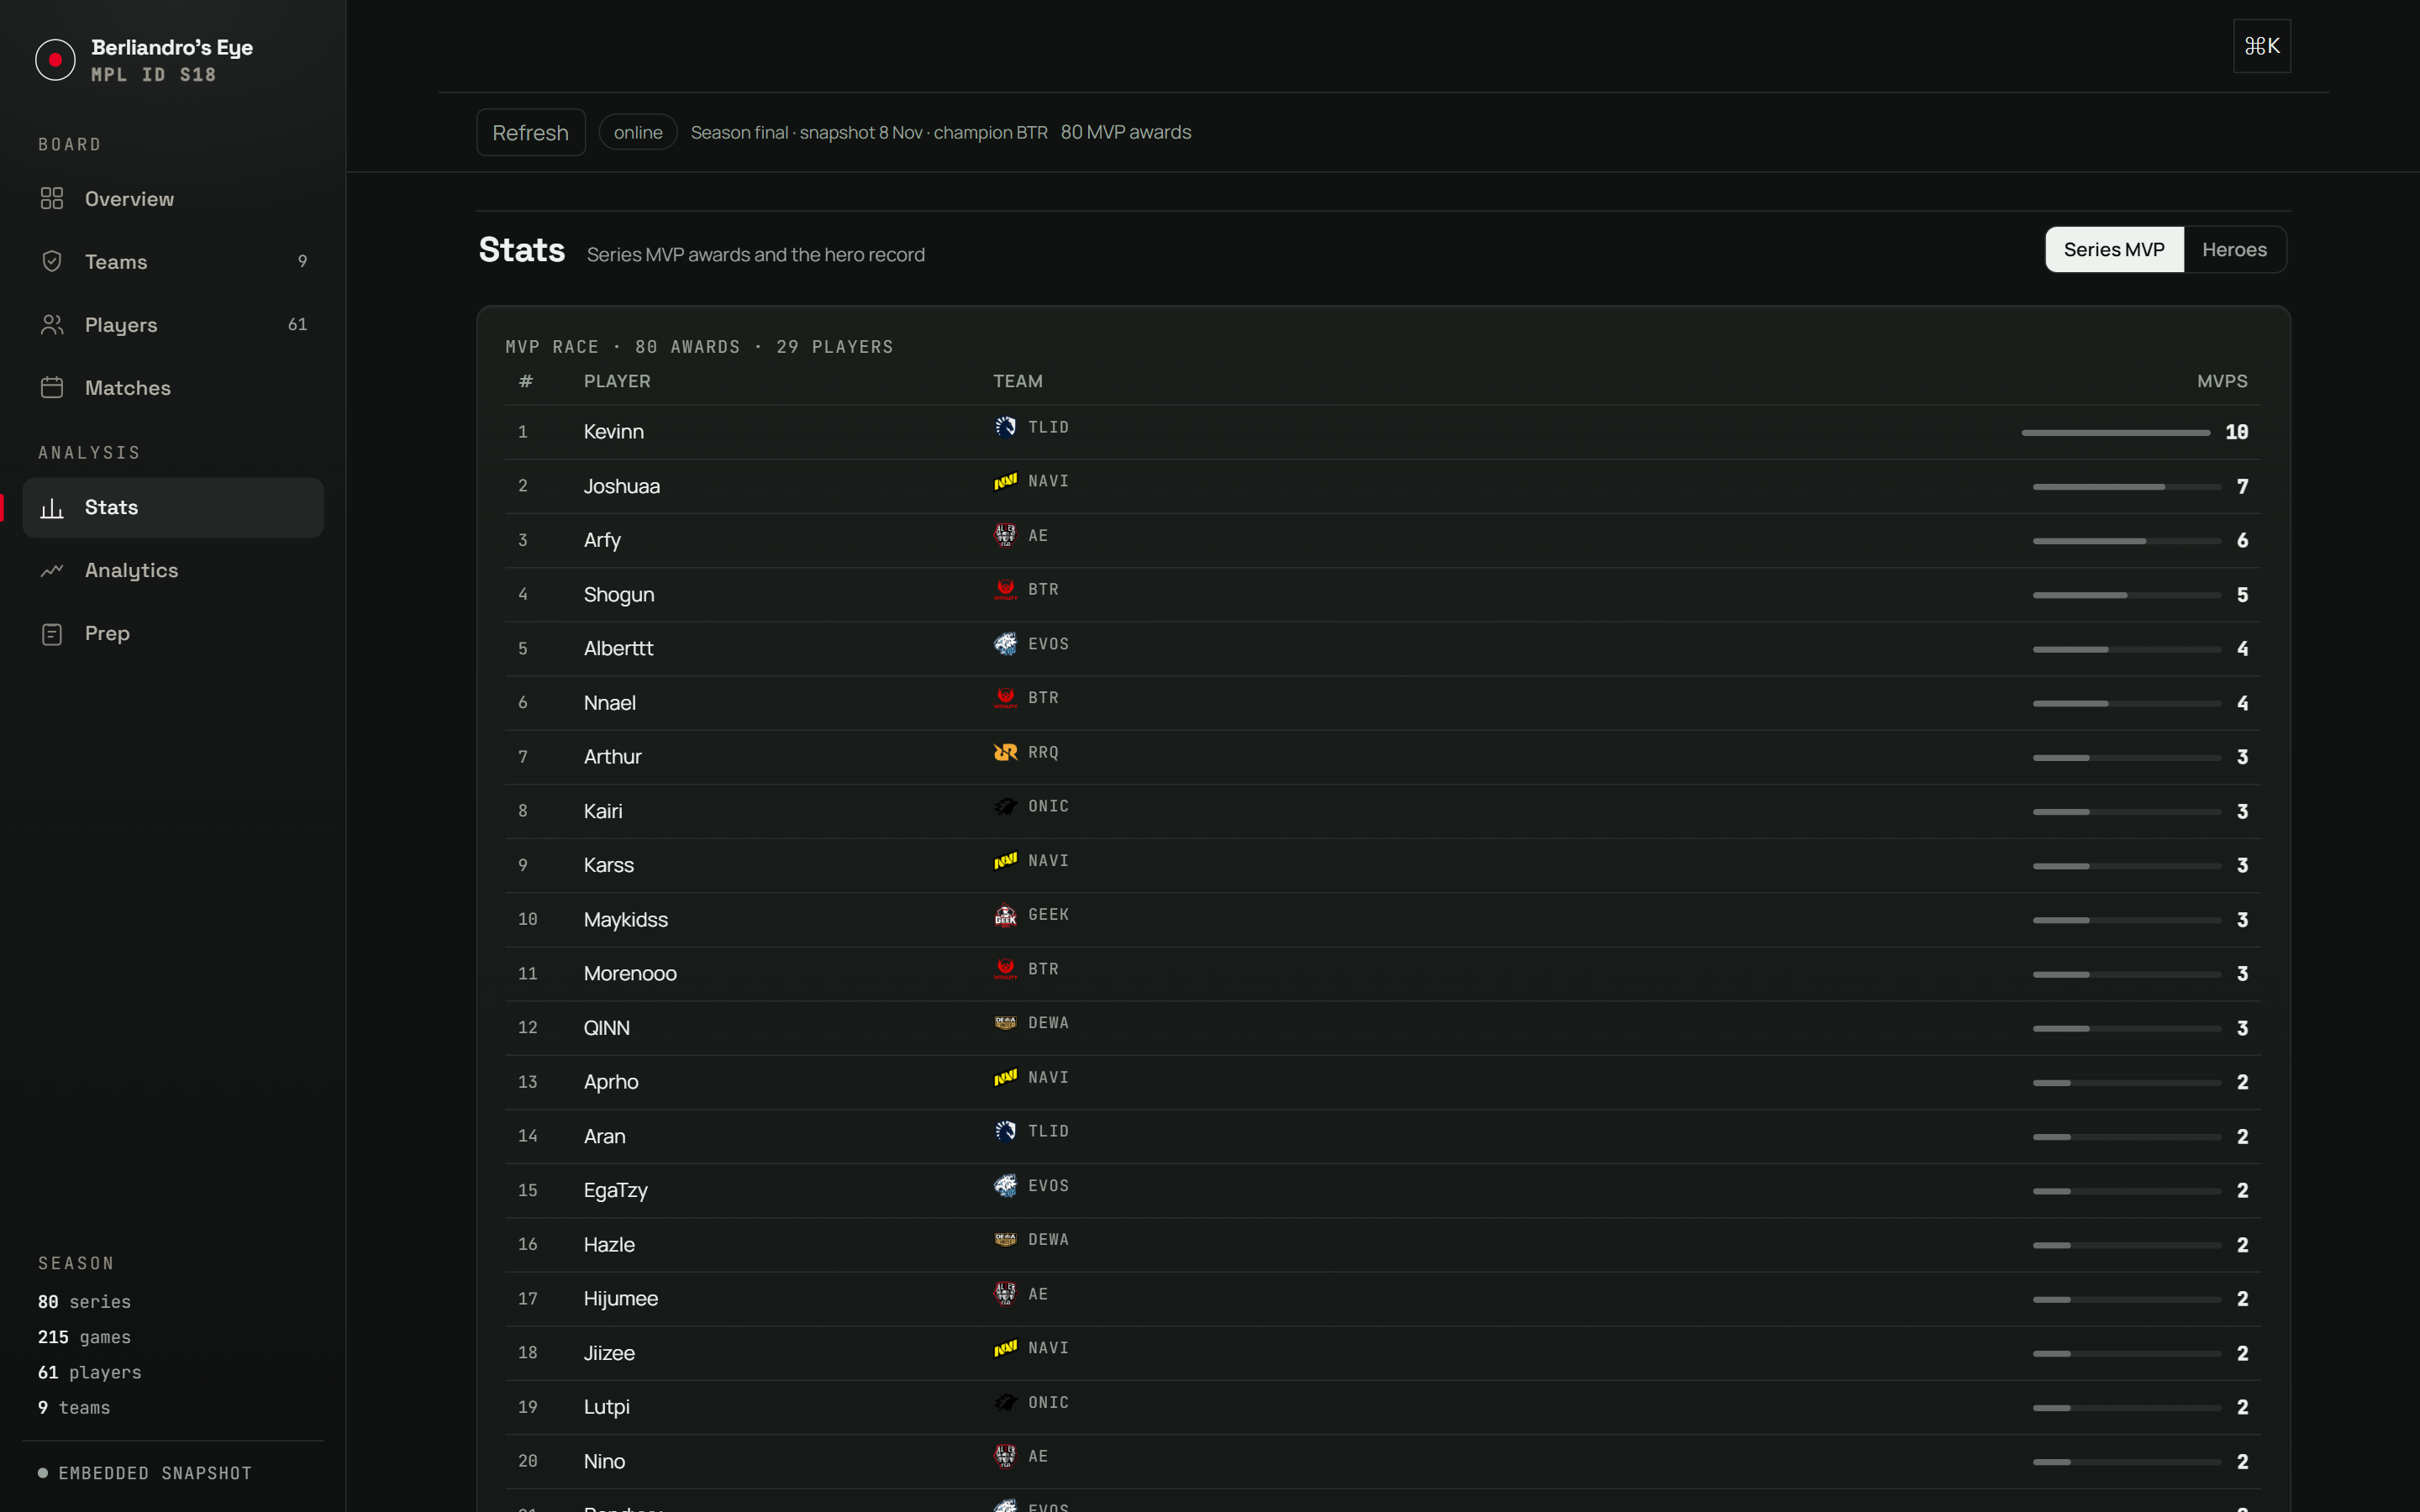 Berliandro's Eye
MPL ID S18
⌘K
Refresh online Season final · snapshot 8 Nov · champion BTR 80 MVP awards
BOARD
Overview
Teams 9
Players 61
Matches
ANALYSIS
Stats
Analytics
Prep
SEASON
80 series
215 games
61 players
9 teams
EMBEDDED SNAPSHOT
Stats Series MVP awards and the hero record
Series MVP Heroes
MVP RACE · 80 AWARDS · 29 PLAYERS
# PLAYER TEAM MVPS
1 Kevinn TLID 10
2 Joshuaa NAVI 7
3 Arfy AE 6
4 Shogun BTR 5
5 Alberttt EVOS 4
6 Nnael BTR 4
7 Arthur RRQ 3
8 Kairi ONIC 3
9 Karss NAVI 3
10 Maykidss GEEK 3
11 Morenooo BTR 3
12 QINN DEWA 3
13 Aprho NAVI 2
14 Aran TLID 2
15 EgaTzy EVOS 2
16 Hazle DEWA 2
17 Hijumee AE 2
18 Jiizee NAVI 2
19 Lutpi ONIC 2
20 Nino AE 2
EVOS